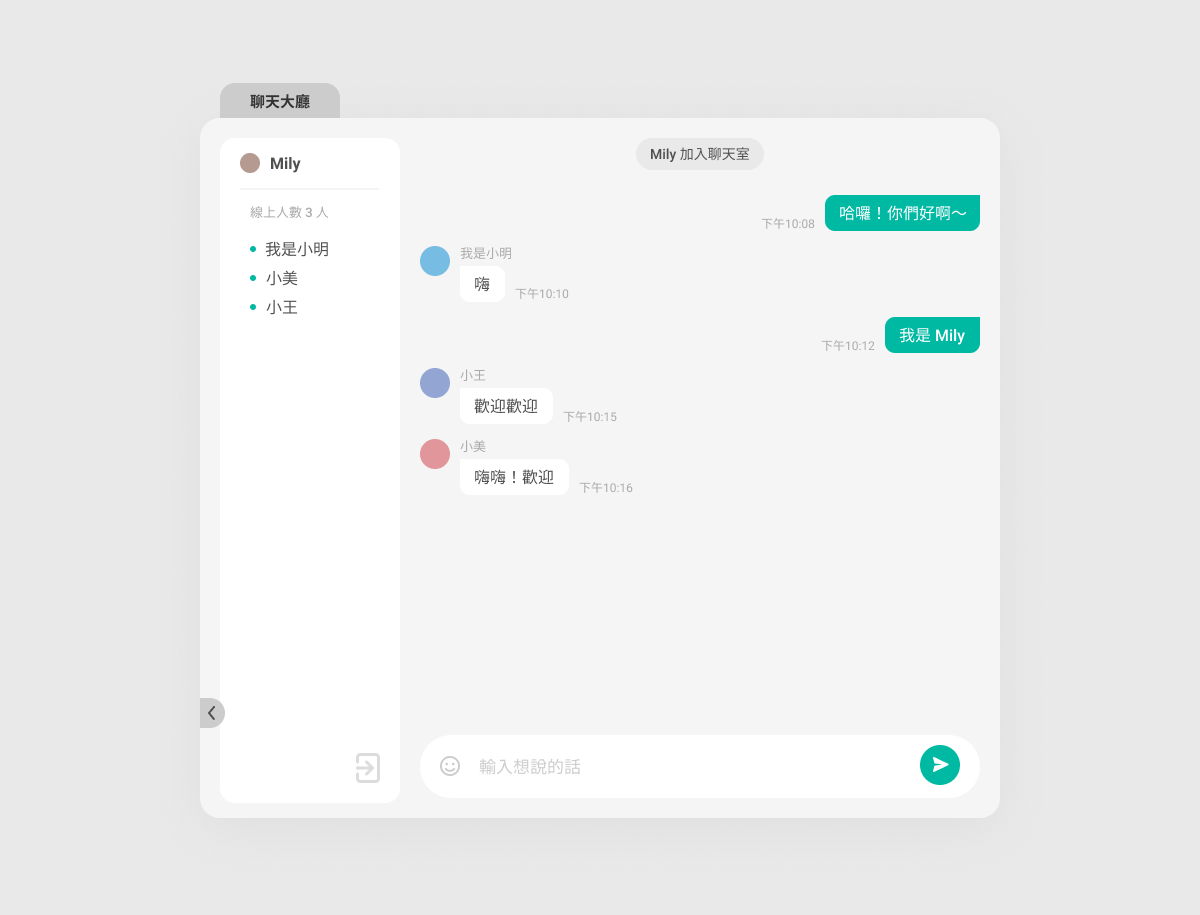 聊天大廳
Mily
線上人數 3 人
我是小明
小美
小王
Mily 加入聊天室
哈囉！你們好啊～
下午10:08
我是小明
嗨
下午10:10
我是 Mily
下午10:12
小王
歡迎歡迎
下午10:15
小美
嗨嗨！歡迎
下午10:16
輸入想說的話